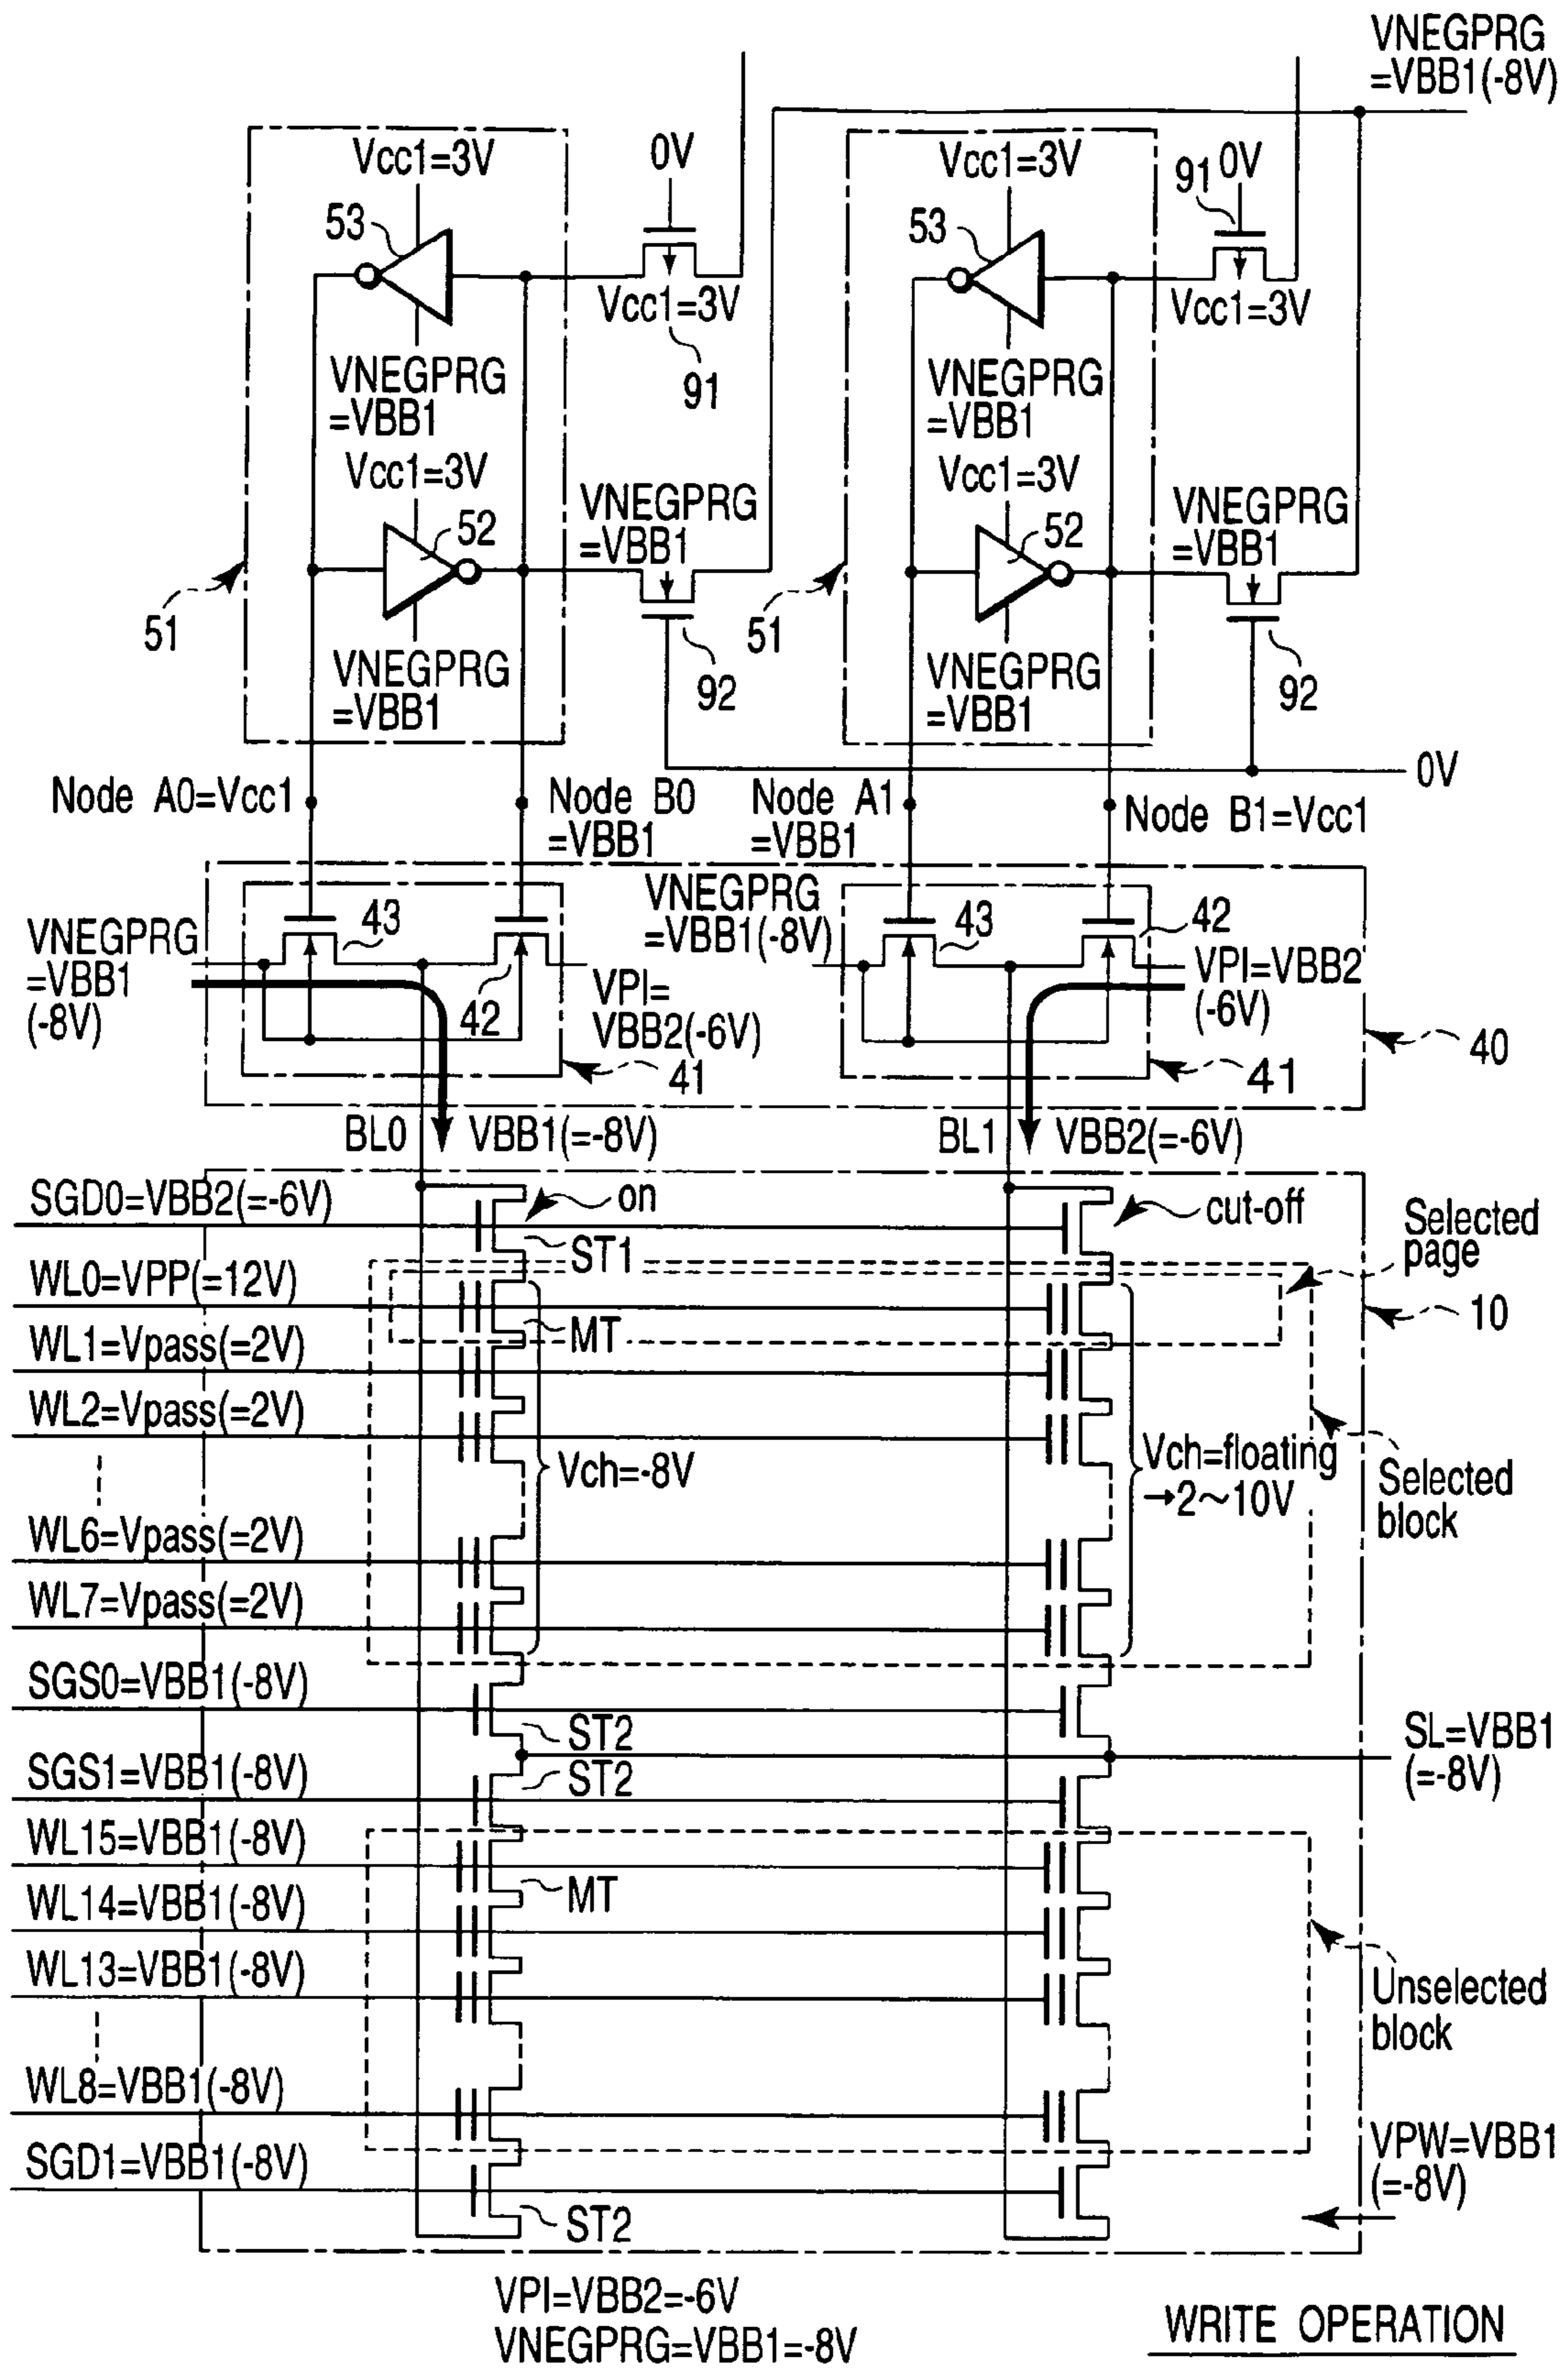 VNEGPRG
=VBB1(-8V)
Vcc1=3V
0V
Vcc1=3V
91
0V
53
53
Vcc1=3V
Vcc1=3V
91
VNEGPRG
=VBB1
VNEGPRG
=VBB1
Vcc1=3V
VNEGPRG
=VBB1
Vcc1=3V
VNEGPRG
=VBB1
52
52
51
51
VNEGPRG
=VBB1
92
VNEGPRG
=VBB1
92
0V
Node A0=Vcc1
Node B0
=VBB1
Node A1
=VBB1
Node B1=Vcc1
VNEGPRG
=VBB1
(-8V)
43
42
VPI=
VBB2(-6V)
41
VNEGPRG
=VBB1(-8V)
43
42
VPI=VBB2
(-6V)
41
40
BL0
VBB1(=-8V)
BL1
VBB2(=-6V)
SGD0=VBB2(=-6V)
on
cut-off
Selected
page
ST1
WL0=VPP(=12V)
10
MT
WL1=Vpass(=2V)
WL2=Vpass(=2V)
Vch=-8V
Vch=floating
→2~10V
Selected
block
WL6=Vpass(=2V)
WL7=Vpass(=2V)
SGS0=VBB1(-8V)
ST2
SL=VBB1
(=-8V)
SGS1=VBB1(-8V)
ST2
WL15=VBB1(-8V)
MT
WL14=VBB1(-8V)
WL13=VBB1(-8V)
Unselected
block
WL8=VBB1(-8V)
VPW=VBB1
(=-8V)
SGD1=VBB1(-8V)
ST2
VPI=VBB2=-6V
VNEGPRG=VBB1=-8V
WRITE OPERATION